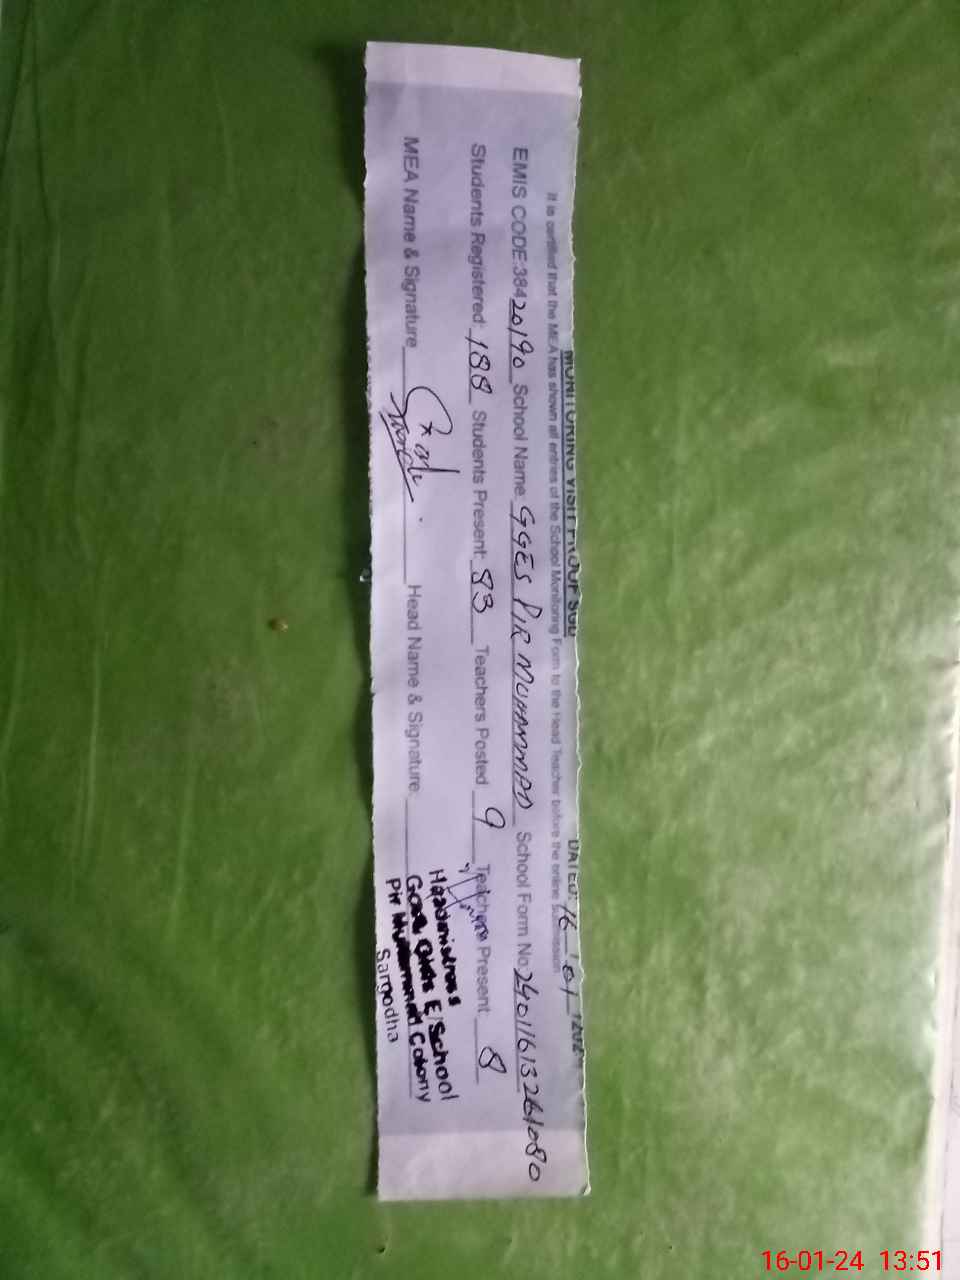 MONITORING VISIT PROOF SGD DATED: 16 / 01 / 202
It is certified that the MEA has shown all entries of the School Monitoring Form to the Head Teacher before the online submission
EMIS CODE:38420190 School Name: GGES PIR MUHAMMAD School Form No 24011613261080
Students Registered: 188 Students Present: 83 Teachers Posted 9 Teachers Present 8
MEA Name & Signature Head Name & Signature
Headmistress
Govt. Girls E/School
Pir Muhammad Colony
Sargodha
16-01-24 13:51